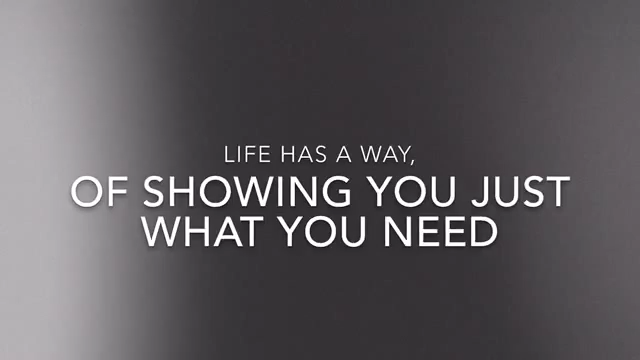 LIFE HAS A WAY,
OF SHOWING YOU JUST
WHAT YOU NEED